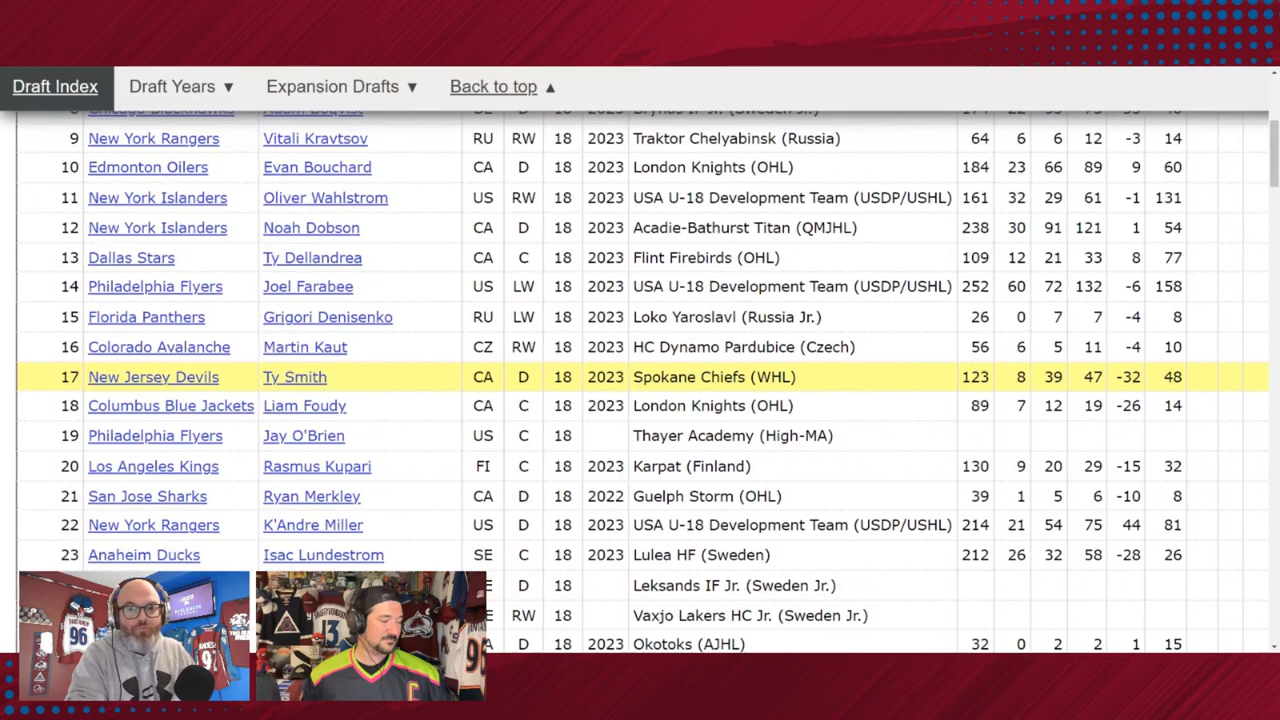 Draft Index Draft Years ▼ Expansion Drafts ▼ Back to top ▲
9 New York Rangers Vitali Kravtsov RU RW 18 2023 Traktor Chelyabinsk (Russia) 64 6 6 12 -3 14
10 Edmonton Oilers Evan Bouchard CA D 18 2023 London Knights (OHL) 184 23 66 89 9 60
11 New York Islanders Oliver Wahlstrom US RW 18 2023 USA U-18 Development Team (USDP/USHL) 161 32 29 61 -1 131
12 New York Islanders Noah Dobson CA D 18 2023 Acadie-Bathurst Titan (QMJHL) 238 30 91 121 1 54
13 Dallas Stars Ty Dellandrea CA C 18 2023 Flint Firebirds (OHL) 109 12 21 33 8 77
14 Philadelphia Flyers Joel Farabee US LW 18 2023 USA U-18 Development Team (USDP/USHL) 252 60 72 132 -6 158
15 Florida Panthers Grigori Denisenko RU LW 18 2023 Loko Yaroslavl (Russia Jr.) 26 0 7 7 -4 8
16 Colorado Avalanche Martin Kaut CZ RW 18 2023 HC Dynamo Pardubice (Czech) 56 6 5 11 -4 10
17 New Jersey Devils Ty Smith CA D 18 2023 Spokane Chiefs (WHL) 123 8 39 47 -32 48
18 Columbus Blue Jackets Liam Foudy CA C 18 2023 London Knights (OHL) 89 7 12 19 -26 14
19 Philadelphia Flyers Jay O'Brien US C 18 Thayer Academy (High-MA)
20 Los Angeles Kings Rasmus Kupari FI C 18 2023 Karpat (Finland) 130 9 20 29 -15 32
21 San Jose Sharks Ryan Merkley CA D 18 2022 Guelph Storm (OHL) 39 1 5 6 -10 8
22 New York Rangers K'Andre Miller US D 18 2023 USA U-18 Development Team (USDP/USHL) 214 21 54 75 44 81
23 Anaheim Ducks Isac Lundestrom SE C 18 2023 Lulea HF (Sweden) 212 26 32 58 -28 26
E D 18 Leksands IF Jr. (Sweden Jr.)
E RW 18 Vaxjo Lakers HC Jr. (Sweden Jr.)
D 18 2023 Okotoks (AJHL) 32 0 2 2 1 15
96
13
96